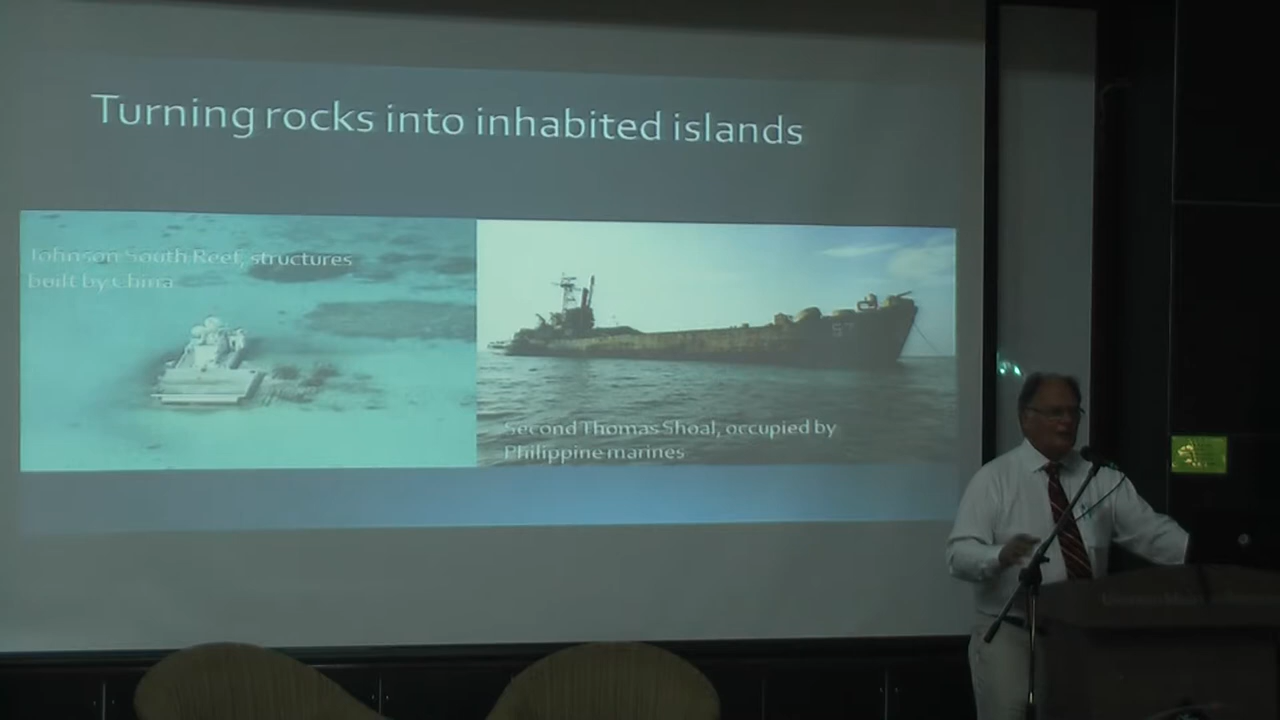 Turning rocks into inhabited islands
Johnson South Reef, structures
built by China
57
Second Thomas Shoal, occupied by
Philippine marines